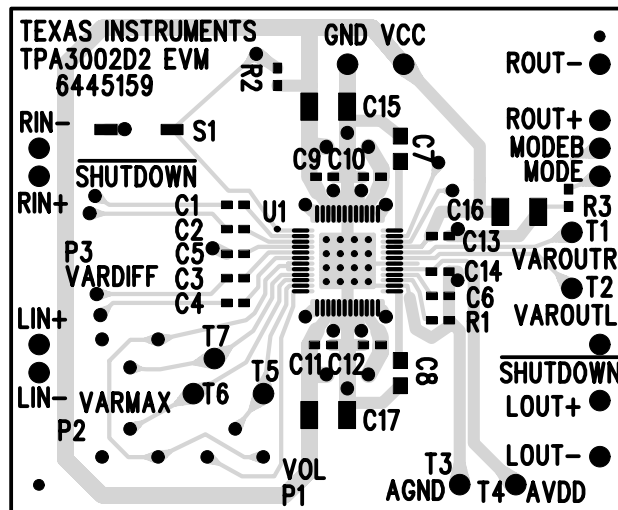 TEXAS INSTRUMENTS
TPA3002D2 EVM
6445159
GND VCC
R2
ROUT-
RIN-
S1
C15
C7
ROUT+
MODEB
MODE
SHUTDOWN
C9 C10
RIN+
C1
U1
C16
R3
C2
C13
T1
P3
C5
VAROUTR
VARDIFF
C3
C14
T2
C4
C6
LIN+
R1
VAROUTL
T7
C11 C12
C8
SHUTDOWN
LIN-
VARMAX
T6
T5
C17
LOUT+
P2
VOL
T3
LOUT-
P1
AGND
T4
AVDD